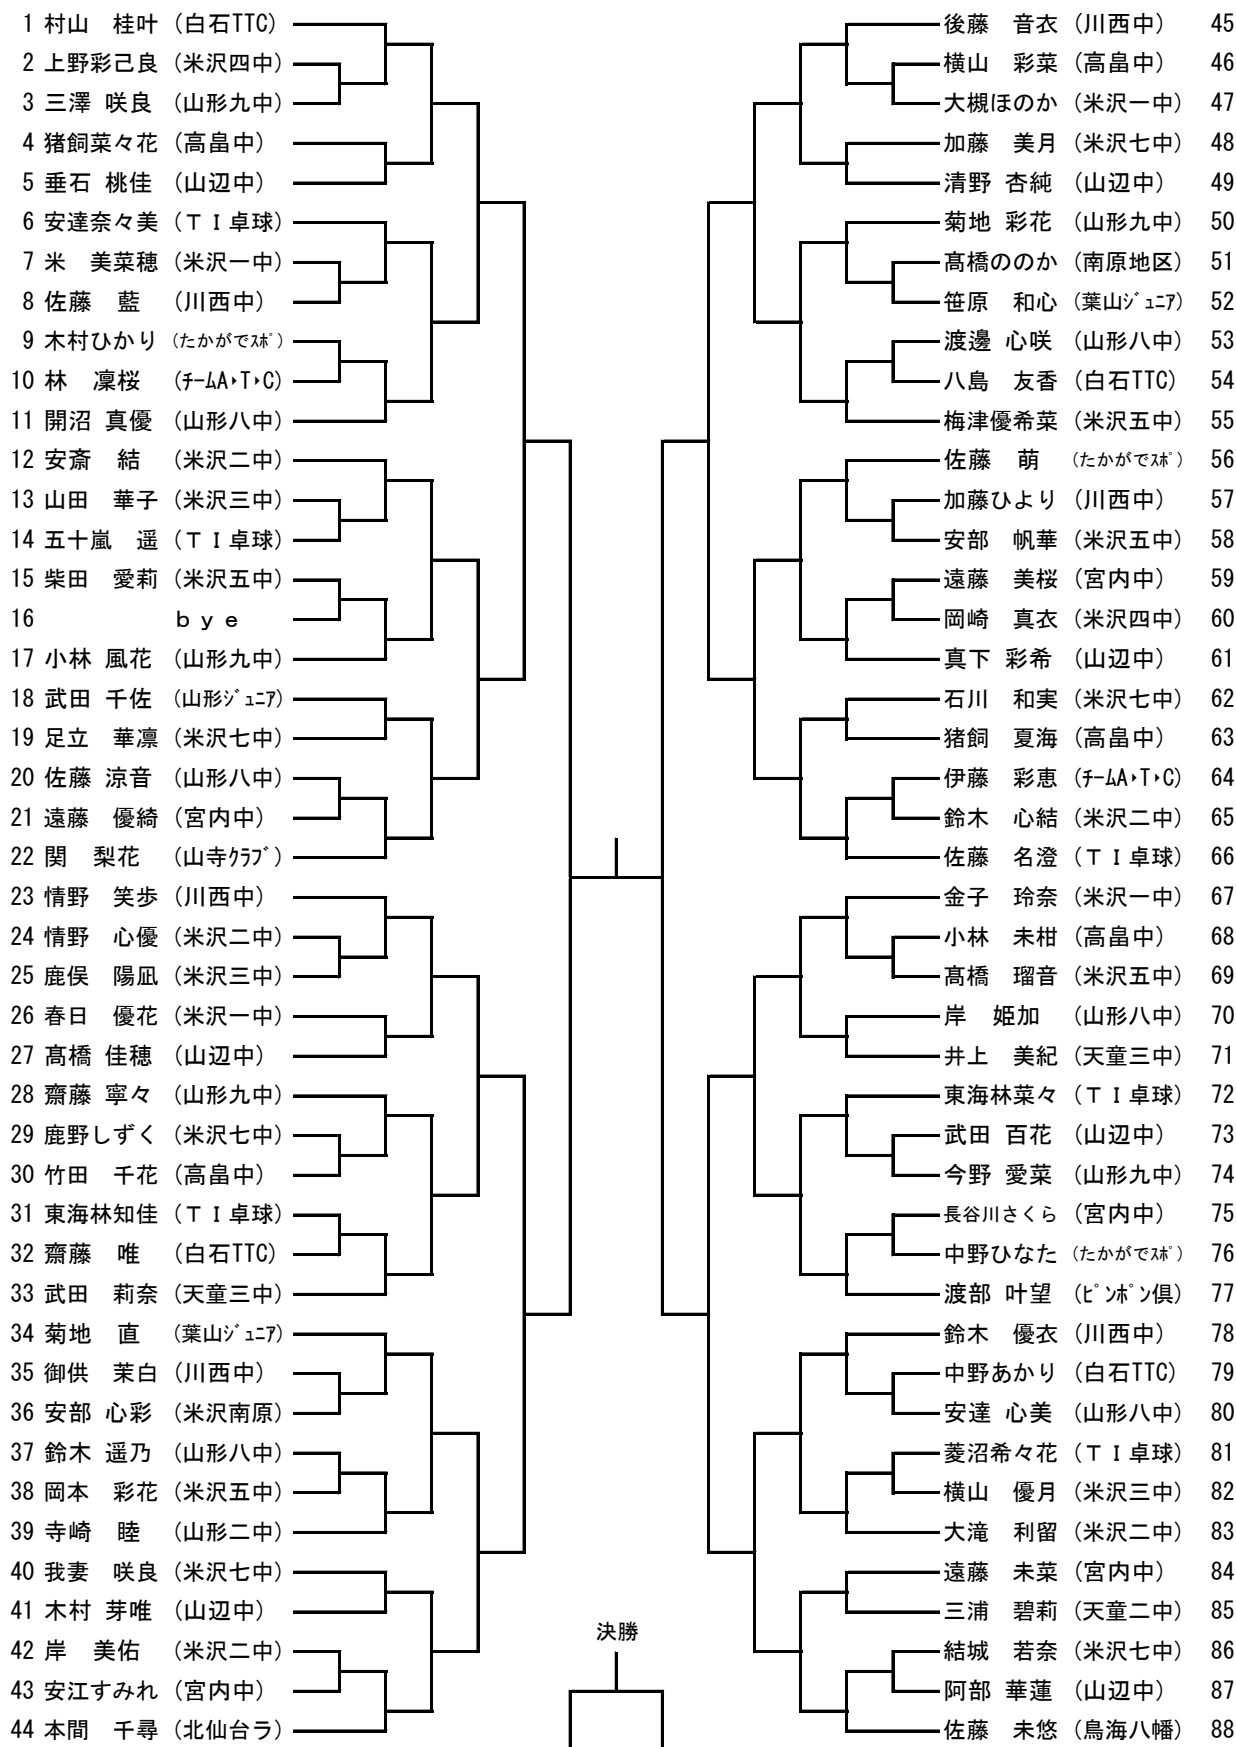 1 村山　桂叶 (白石TTC)
2 上野彩己良 (米沢四中)
3 三澤 咲良 (山形九中)
4 猪飼菜々花 (高畠中)
5 垂石 桃佳 (山辺中)
6 安達奈々美 (ＴＩ卓球)
7 米　美菜穂 (米沢一中)
8 佐藤　藍 (川西中)
9 木村ひかり (たかがでｽﾎﾟ)
10 林　凜桜 (ﾁｰﾑA・T・C)
11 開沼 真優 (山形八中)
12 安斎　結 (米沢二中)
13 山田　華子 (米沢三中)
14 五十嵐　遥 (ＴＩ卓球)
15 柴田　愛莉 (米沢五中)
16 ｂｙｅ
17 小林 風花 (山形九中)
18 武田 千佐 (山形ｼﾞｭﾆｱ)
19 足立　華凛 (米沢七中)
20 佐藤 涼音 (山形八中)
21 遠藤　優綺 (宮内中)
22 関　梨花 (山寺ｸﾗﾌﾞ)
23 情野　笑歩 (川西中)
24 情野　心優 (米沢二中)
25 鹿俣　陽凪 (米沢三中)
26 春日　優花 (米沢一中)
27 髙橋 佳穂 (山辺中)
28 齋藤 寧々 (山形九中)
29 鹿野しずく (米沢七中)
30 竹田　千花 (高畠中)
31 東海林知佳 (ＴＩ卓球)
32 齋藤　唯 (白石TTC)
33 武田　莉奈 (天童三中)
34 菊地　直 (葉山ｼﾞｭﾆｱ)
35 御供　茉白 (川西中)
36 安部 心彩 (米沢南原)
37 鈴木 遥乃 (山形八中)
38 岡本　彩花 (米沢五中)
39 寺崎　睦 (山形二中)
40 我妻　咲良 (米沢七中)
41 木村 芽唯 (山辺中)
42 岸　美佑 (米沢二中)
43 安江すみれ (宮内中)
44 本間　千尋 (北仙台ラ)
決勝
後藤　音衣 (川西中) 45
横山　彩菜 (高畠中) 46
大槻ほのか (米沢一中) 47
加藤　美月 (米沢七中) 48
清野 杏純 (山辺中) 49
菊地 彩花 (山形九中) 50
髙橋ののか (南原地区) 51
笹原　和心 (葉山ｼﾞｭﾆｱ) 52
渡邊 心咲 (山形八中) 53
八島　友香 (白石TTC) 54
梅津優希菜 (米沢五中) 55
佐藤　萌 (たかがでｽﾎﾟ) 56
加藤ひより (川西中) 57
安部　帆華 (米沢五中) 58
遠藤　美桜 (宮内中) 59
岡崎　真衣 (米沢四中) 60
真下 彩希 (山辺中) 61
石川　和実 (米沢七中) 62
猪飼　夏海 (高畠中) 63
伊藤　彩恵 (ﾁｰﾑA・T・C) 64
鈴木　心結 (米沢二中) 65
佐藤　名澄 (ＴＩ卓球) 66
金子　玲奈 (米沢一中) 67
小林　未柑 (高畠中) 68
髙橋　瑠音 (米沢五中) 69
岸　姫加 (山形八中) 70
井上　美紀 (天童三中) 71
東海林菜々 (ＴＩ卓球) 72
武田 百花 (山辺中) 73
今野 愛菜 (山形九中) 74
長谷川さくら (宮内中) 75
中野ひなた (たかがでｽﾎﾟ) 76
渡部 叶望 (ﾋﾟﾝﾎﾟﾝ倶) 77
鈴木　優衣 (川西中) 78
中野あかり (白石TTC) 79
安達 心美 (山形八中) 80
菱沼希々花 (ＴＩ卓球) 81
横山　優月 (米沢三中) 82
大滝　利留 (米沢二中) 83
遠藤　未菜 (宮内中) 84
三浦　碧莉 (天童二中) 85
結城　若奈 (米沢七中) 86
阿部 華蓮 (山辺中) 87
佐藤　未悠 (鳥海八幡) 88